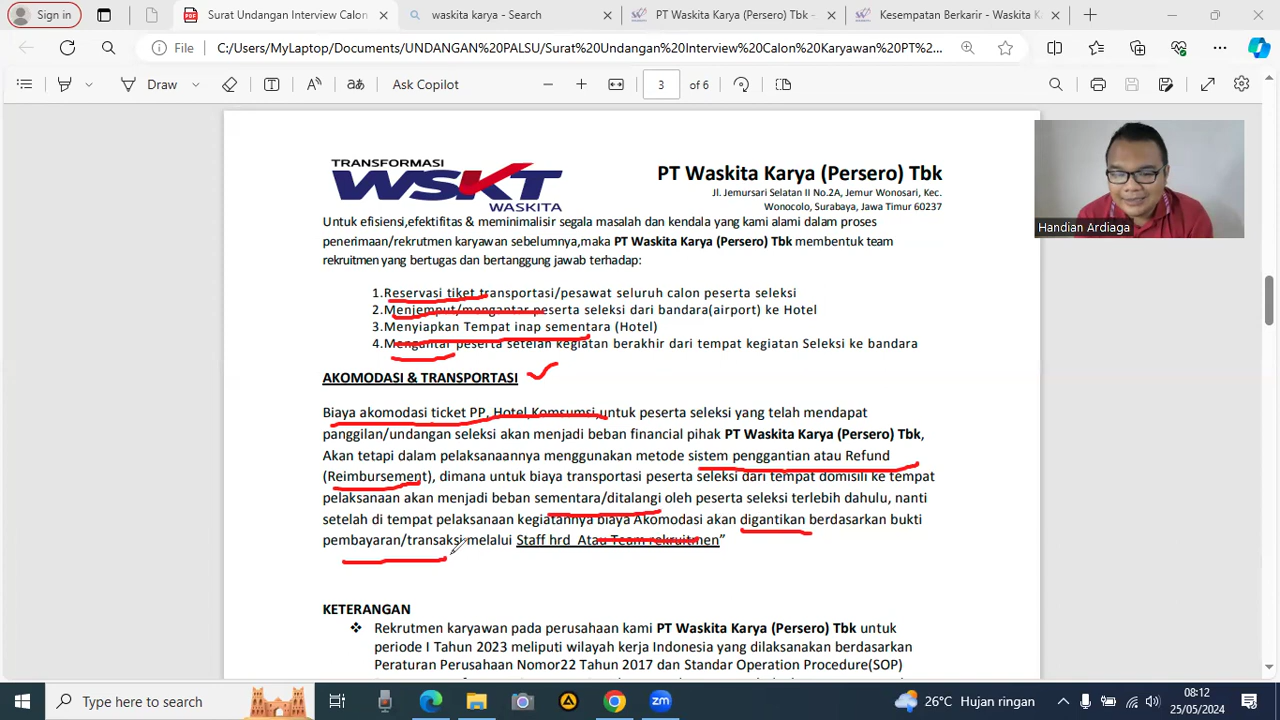 Sign in
Surat Undangan Interview Calon
waskita karya - Search
PT Waskita Karya (Persero) Tbk -
Kesempatan Berkarir - Waskita K
File
C:/Users/MyLaptop/Documents/UNDANGAN%20PALSU/Surat%20Undangan%20Interview%20Calon%20Karyawan%20PT%2...
Draw
Ask Copilot
3
of 6
TRANSFORMASI
WSKT
WASKITA
PT Waskita Karya (Persero) Tbk
Jl. Jemursari Selatan II No.2A, Jemur Wonosari, Kec.
Wonocolo, Surabaya, Jawa Timur 60237
Handian Ardiaga
Untuk efisiensi,efektifitas & meminimalisir segala masalah dan kendala yang kami alami dalam proses
penerimaan/rekrutmen karyawan sebelumnya,maka PT Waskita Karya (Persero) Tbk membentuk team
rekruitmen yang bertugas dan bertanggung jawab terhadap:
1.Reservasi tiket transportasi/pesawat seluruh calon peserta seleksi
2.Menjemput/mengantar peserta seleksi dari bandara(airport) ke Hotel
3.Menyiapkan Tempat inap sementara (Hotel)
4.Mengantar peserta setelah kegiatan berakhir dari tempat kegiatan Seleksi ke bandara
AKOMODASI & TRANSPORTASI
Biaya akomodasi ticket PP, Hotel,Komsumsi,untuk peserta seleksi yang telah mendapat
panggilan/undangan seleksi akan menjadi beban financial pihak PT Waskita Karya (Persero) Tbk,
Akan tetapi dalam pelaksanaannya menggunakan metode sistem penggantian atau Refund
(Reimbursement), dimana untuk biaya transportasi peserta seleksi dari tempat domisili ke tempat
pelaksanaan akan menjadi beban sementara/ditalangi oleh peserta seleksi terlebih dahulu, nanti
setelah di tempat pelaksanaan kegiatannya biaya Akomodasi akan digantikan berdasarkan bukti
pembayaran/transaksi melalui Staff hrd Atau Team rekruitmen”
KETERANGAN
❖ Rekrutmen karyawan pada perusahaan kami PT Waskita Karya (Persero) Tbk untuk
periode I Tahun 2023 meliputi wilayah kerja Indonesia yang dilaksanakan berdasarkan
Peraturan Perusahaan Nomor22 Tahun 2017 dan Standar Operation Procedure(SOP)
Type here to search
26°C Hujan ringan
08:12
25/05/2024